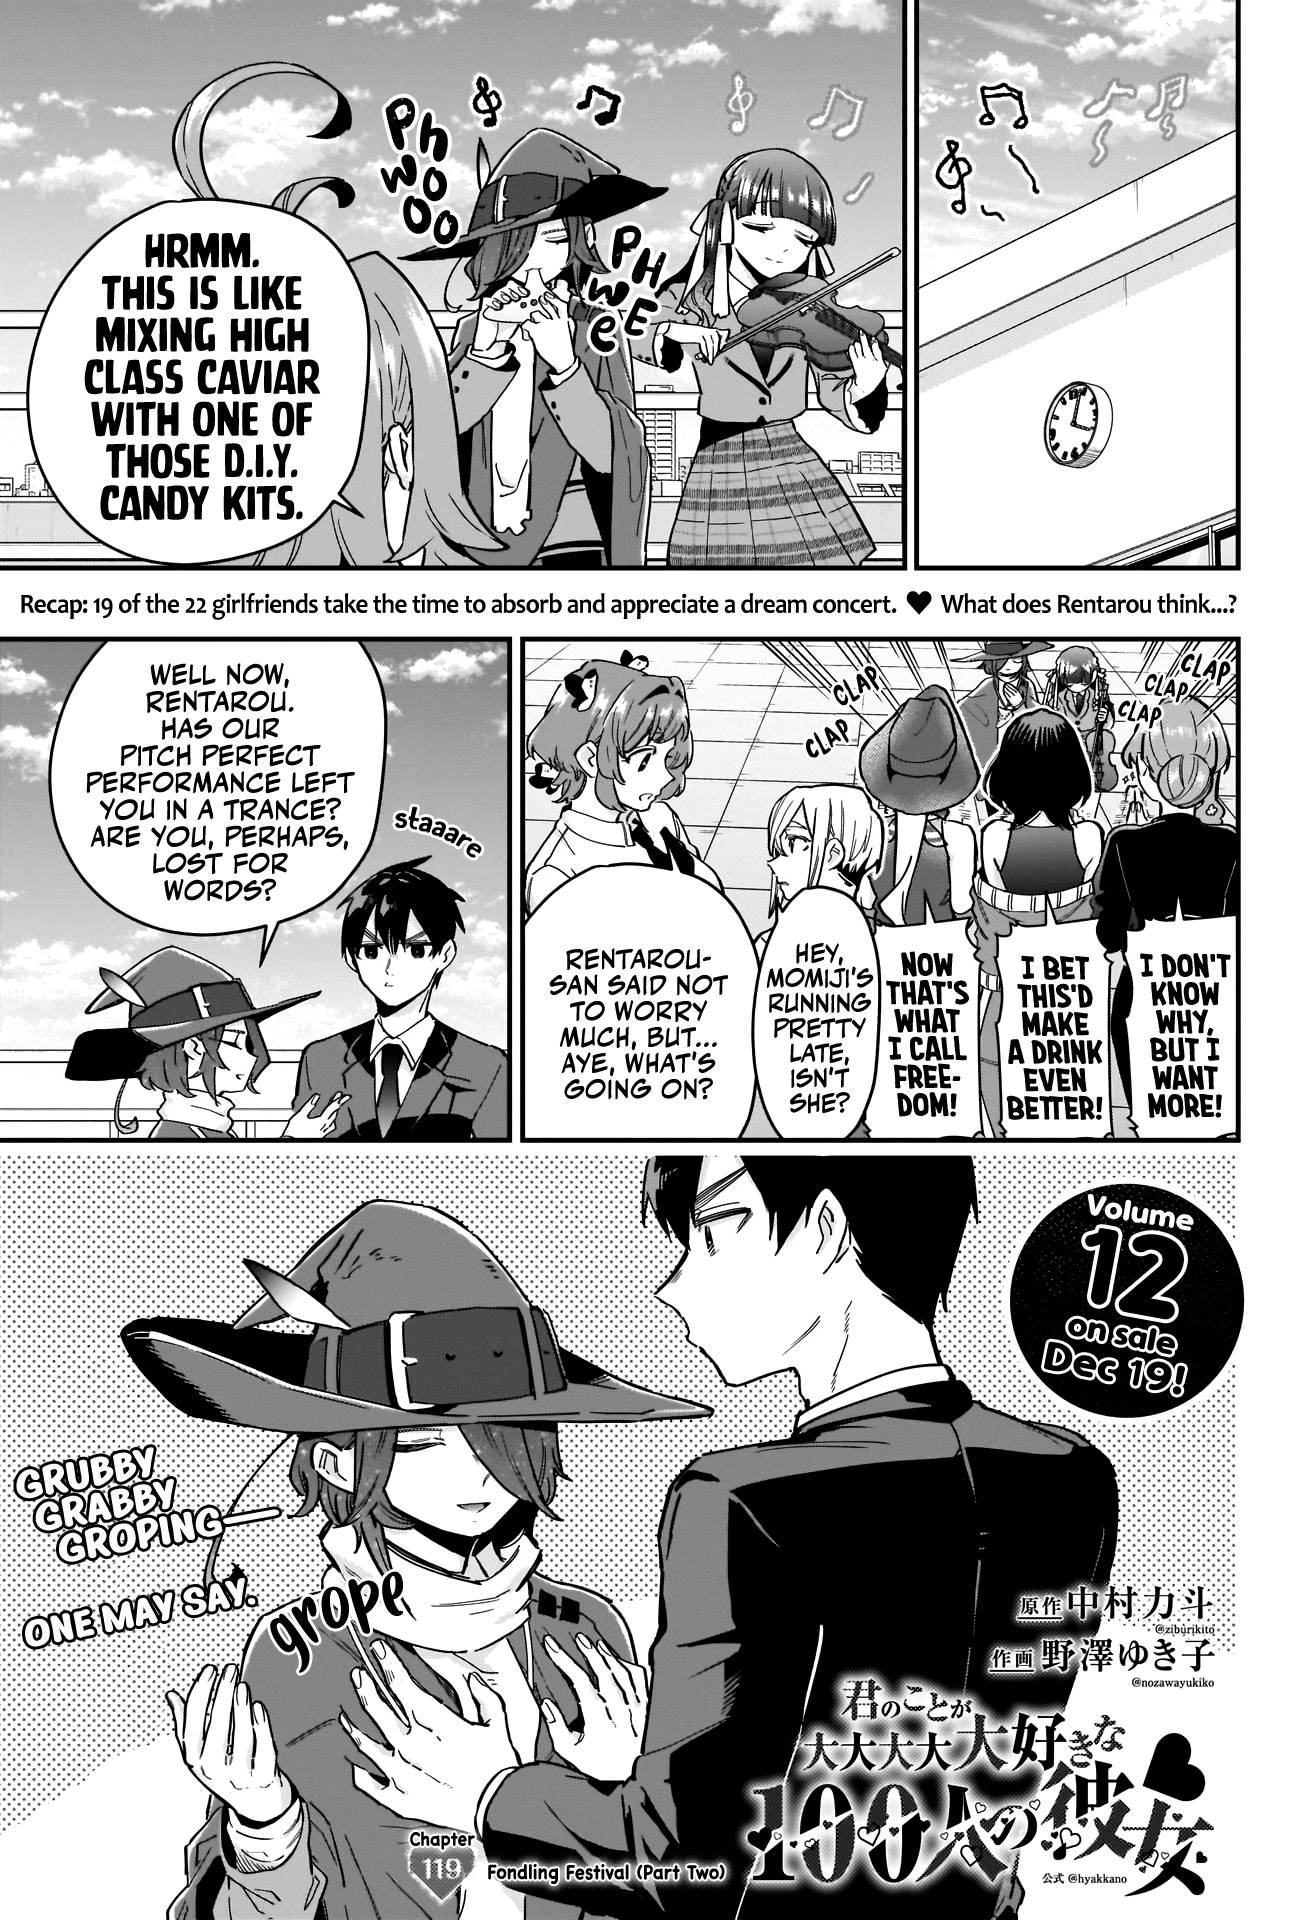 PhWOOOO
PHWEe
HRMM.
THIS IS LIKE
MIXING HIGH
CLASS CAVIAR
WITH ONE OF
THOSE D.I.Y.
CANDY KITS.
Recap: 19 of the 22 girlfriends take the time to absorb and appreciate a dream concert. ♥ What does Rentarou think...?
CLAP
CLAP
CLAP
CLAP
CLAP
CLAP
I DON'T
KNOW
WHY,
BUT I
WANT
MORE!
I BET
THIS'D
MAKE
A DRINK
EVEN
BETTER!
NOW
THAT'S
WHAT
I CALL
FREE-
DOM!
HEY,
MOMIJI'S
RUNNING
PRETTY
LATE,
ISN'T
SHE?
RENTAROU-
SAN SAID NOT
TO WORRY
MUCH, BUT...
AYE, WHAT'S
GOING ON?
WELL NOW,
RENTAROU.
HAS OUR
PITCH PERFECT
PERFORMANCE LEFT
YOU IN A TRANCE?
ARE YOU, PERHAPS,
LOST FOR
WORDS?
staaare
Volume
12
on sale
Dec 19!
GRUBBY
GRABBY
GROPING
ONE MAY SAY.
grope
原作 中村力斗
@ziburikito
作画 野澤ゆき子
@nozawayukiko
君のことが
大大大大大好きな
100人の彼女
公式 @hyakkano
Chapter
119
Fondling Festival (Part Two)